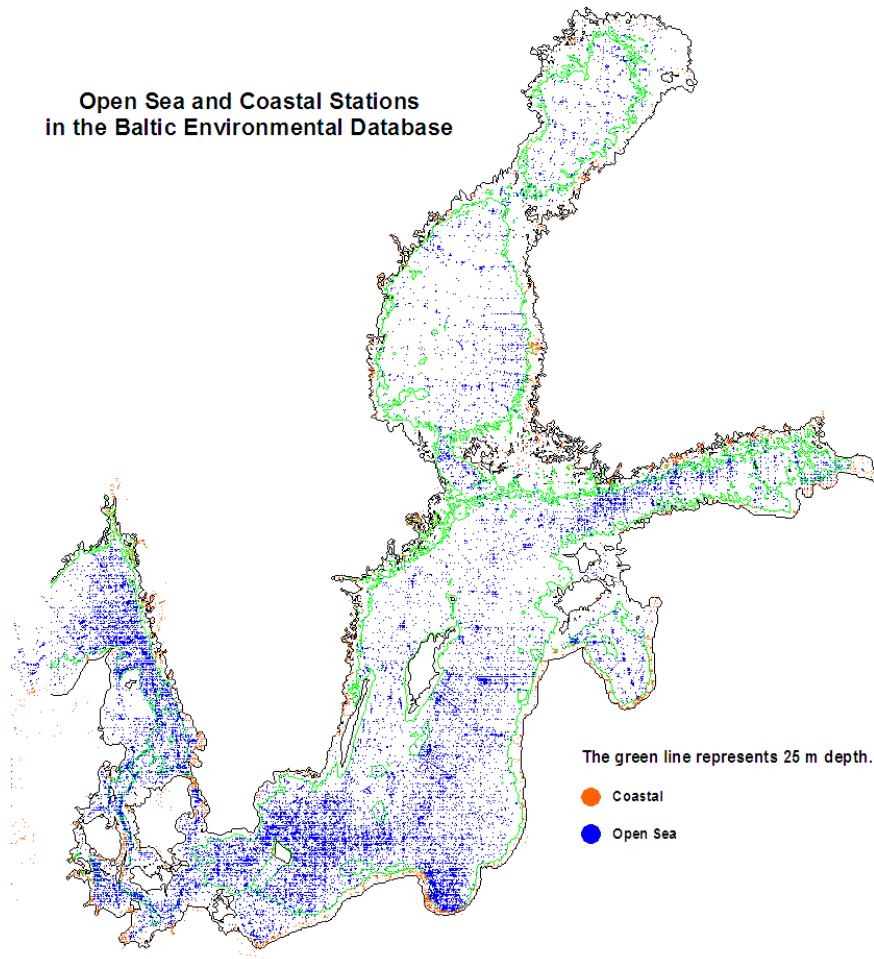 Open Sea and Coastal Stations
in the Baltic Environmental Database
The green line represents 25 m depth.
Coastal
Open Sea